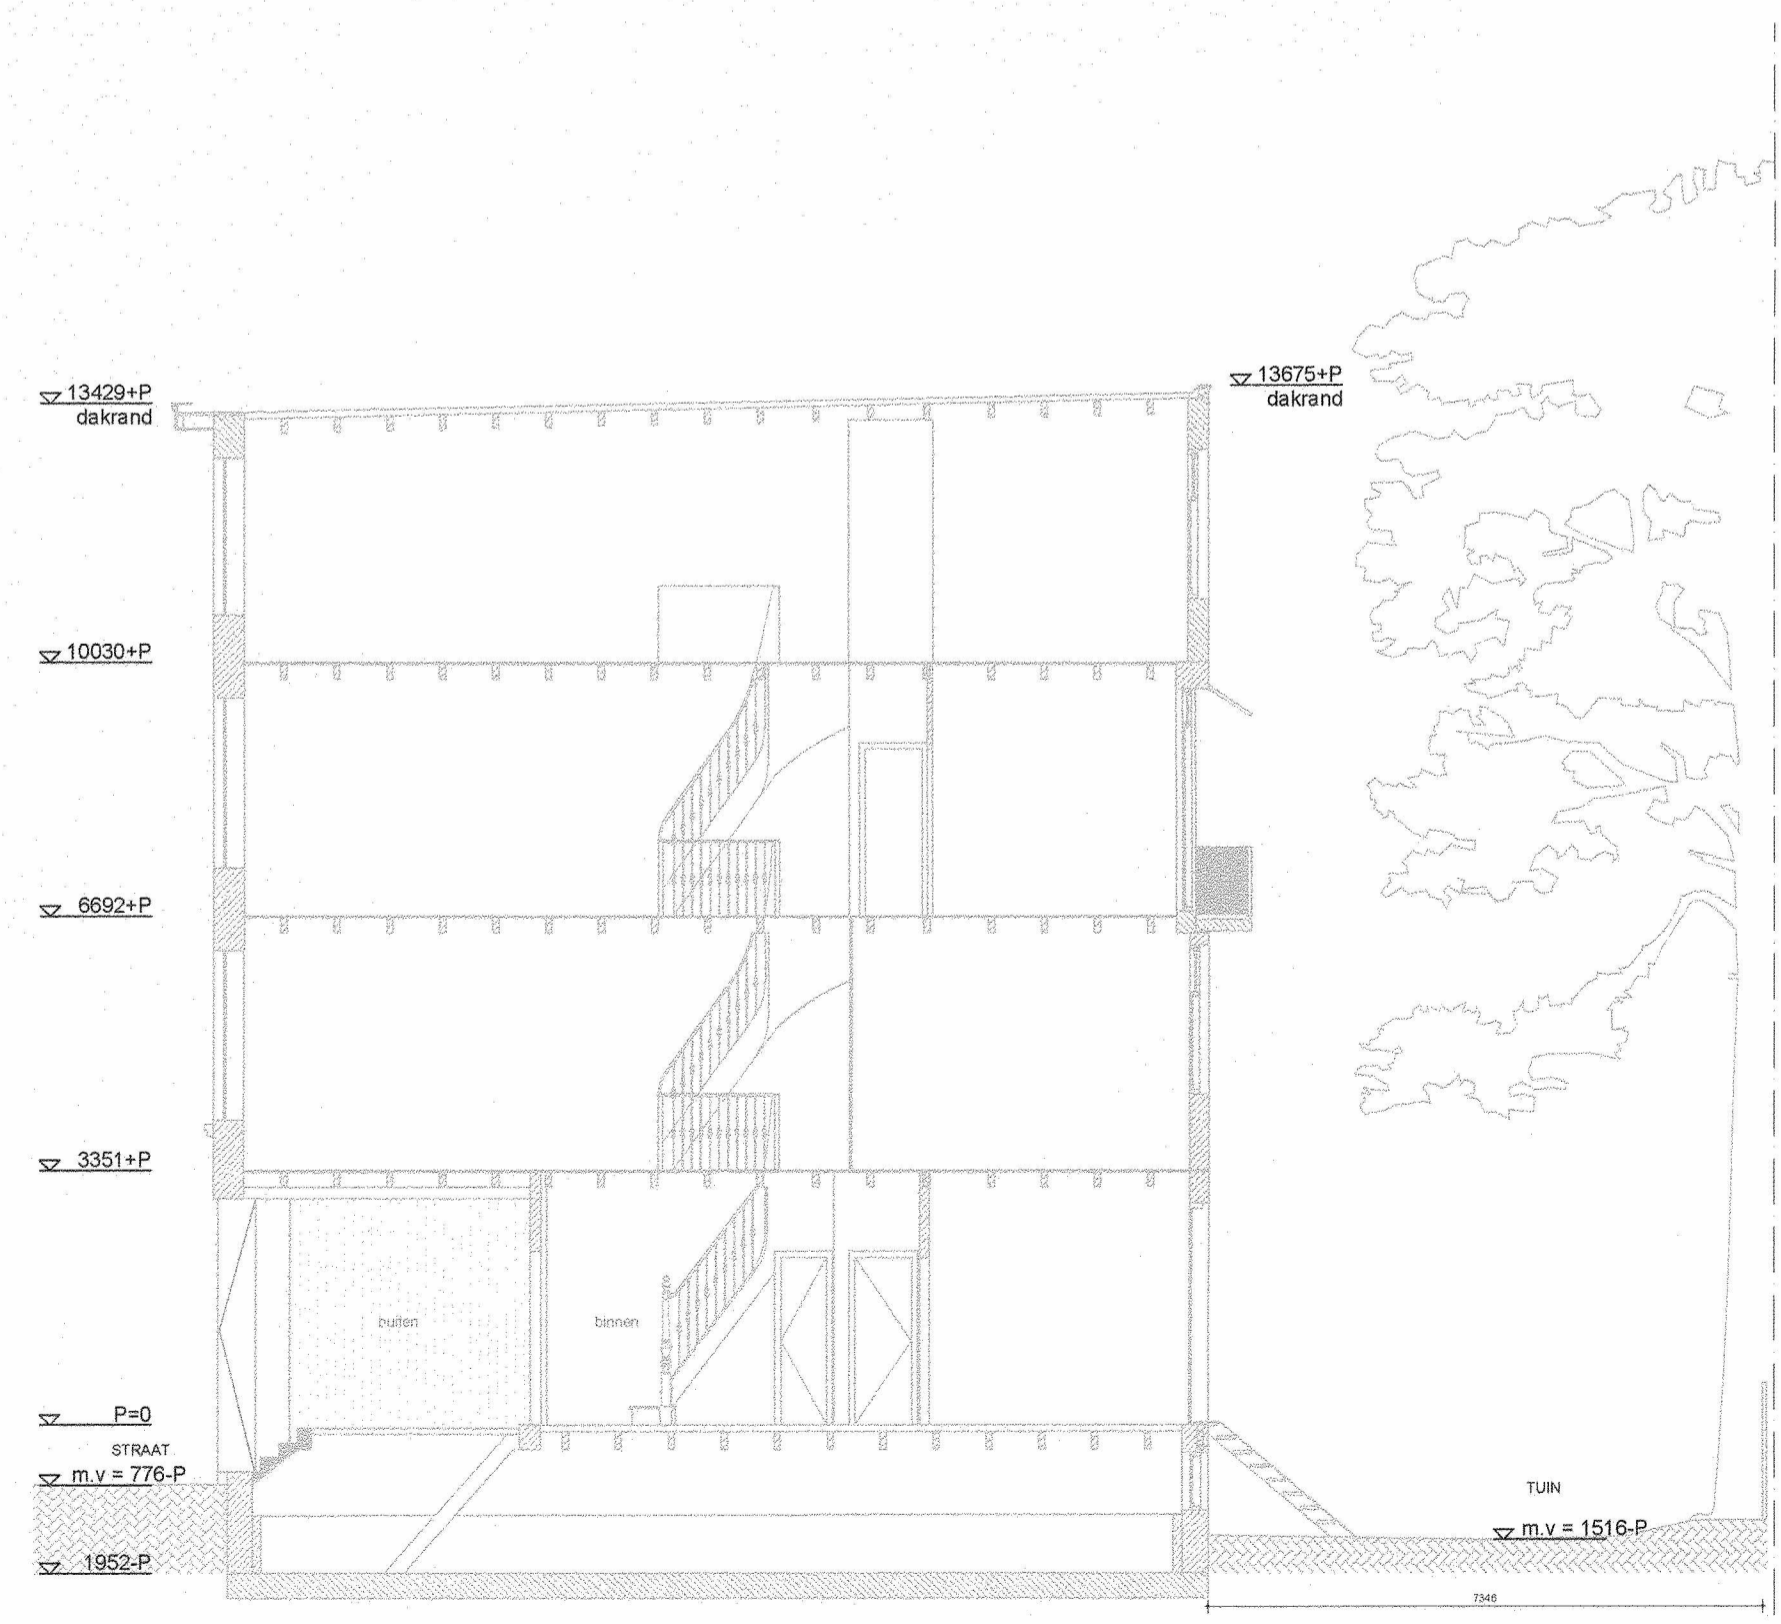 13429+P
dakrand
13675+P
dakrand
10030+P
6692+P
3351+P
buiten
binnen
P=0
STRAAT
m.v = 776-P
TUIN
m.v = 1516-P
1952-P
7346